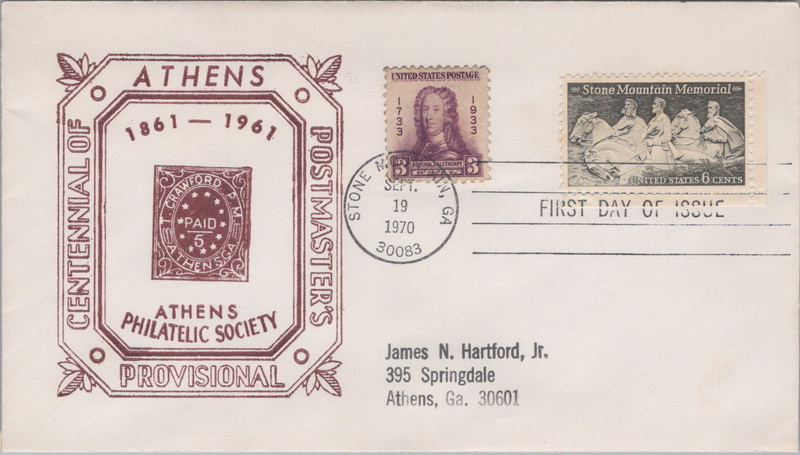 ATHENS
1861 — 1961
CENTENNIAL OF
POSTMASTER'S
PROVISIONAL
T. CRAWFORD P.M.
PAID
5
ATHENS GA
ATHENS
PHILATELIC SOCIETY
UNITED STATES POSTAGE
1733
1933
3 3
Stone Mountain Memorial
UNITED STATES 6 CENTS
STONE MOUNTAIN, GA
SEPT.
19
1970
30083
FIRST DAY OF ISSUE
James N. Hartford, Jr.
395 Springdale
Athens, Ga. 30601